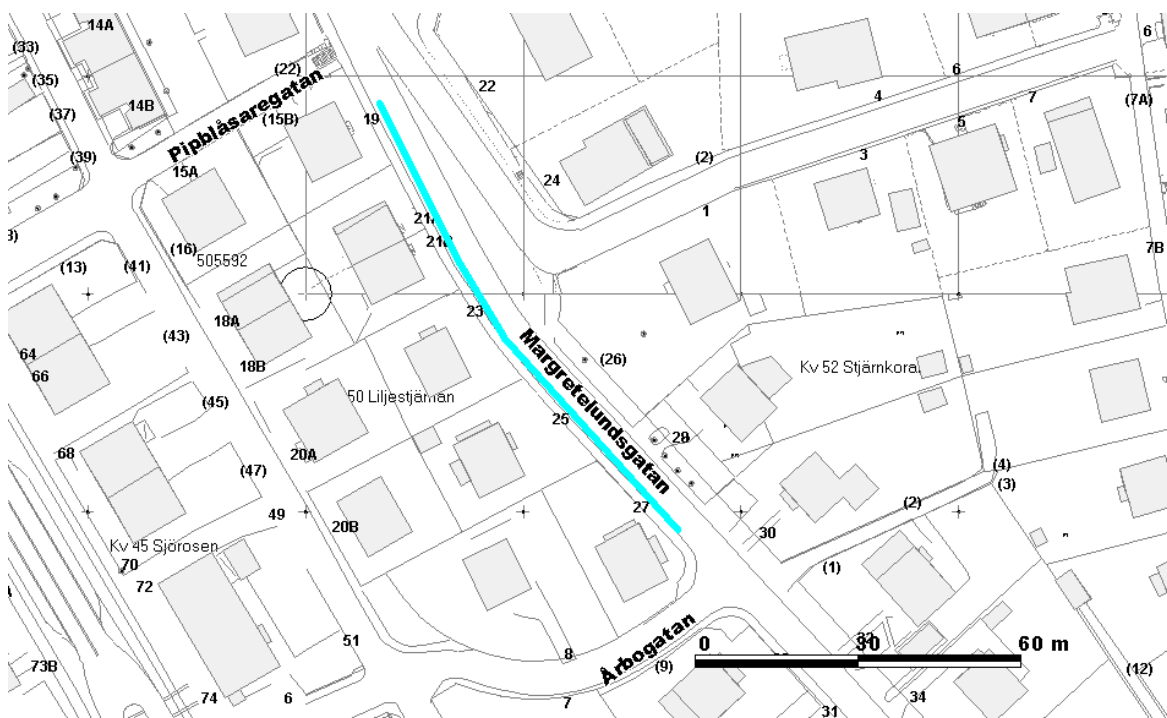 14A
6
(33)
(35)
(22)
22
6
14B
19
4
7
(7A)
(37)
Pipblåsaregatan
(15B)
5
(39)
(2)
3
15A
24
1
(16)
505592
7B
(13)
(41)
23
18A
(43)
64
18B
66
Margretelundsgatan
(26)
Kv 52 Stjärnkora
(45)
50 Liljestjärnan
25
28
68
20A
(47)
(4)
(3)
49
20B
27
(2)
30
Kv 45 Sjörosen
70
72
(1)
51
Årbogatan
0
30
60 m
8
(9)
73B
(12)
74
6
7
31
34